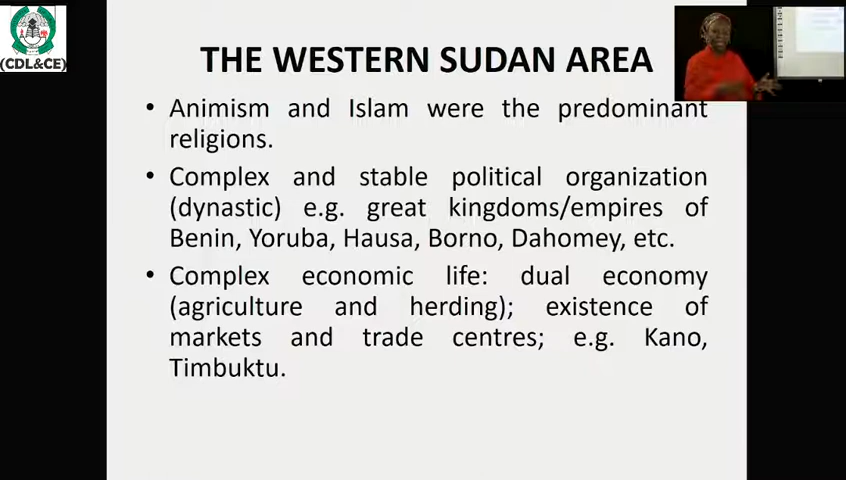 (CDL&CE)
THE WESTERN SUDAN AREA
• Animism and Islam were the predominant
religions.
• Complex and stable political organization
(dynastic) e.g. great kingdoms/empires of
Benin, Yoruba, Hausa, Borno, Dahomey, etc.
• Complex economic life: dual economy
(agriculture and herding); existence of
markets and trade centres; e.g. Kano,
Timbuktu.